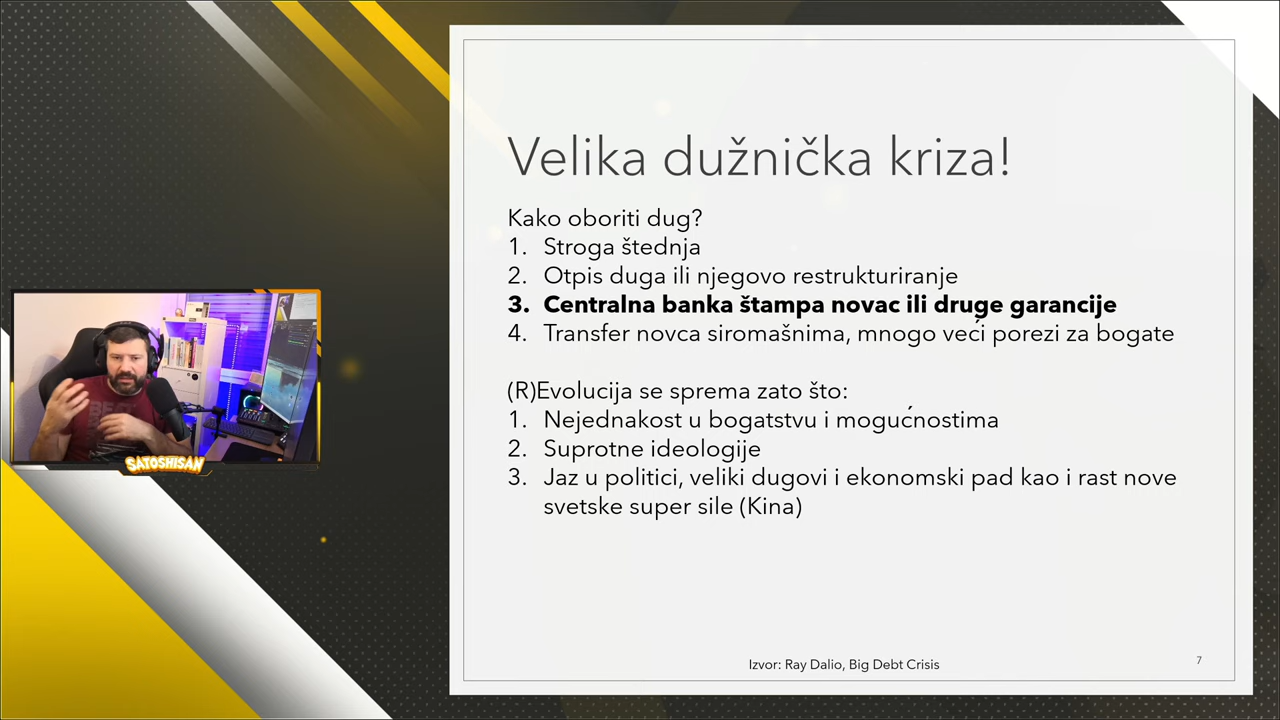 Velika dužnička kriza!
Kako oboriti dug?
1. Stroga štednja
2. Otpis duga ili njegovo restrukturiranje
3. Centralna banka štampa novac ili druge garancije
4. Transfer novca siromašnima, mnogo veći porezi za bogate
(R)Evolucija se sprema zato što:
1. Nejednakost u bogatstvu i mogućnostima
2. Suprotne ideologije
3. Jaz u politici, veliki dugovi i ekonomski pad kao i rast nove
svetske super sile (Kina)
SATOSHISAN
Izvor: Ray Dalio, Big Debt Crisis
7